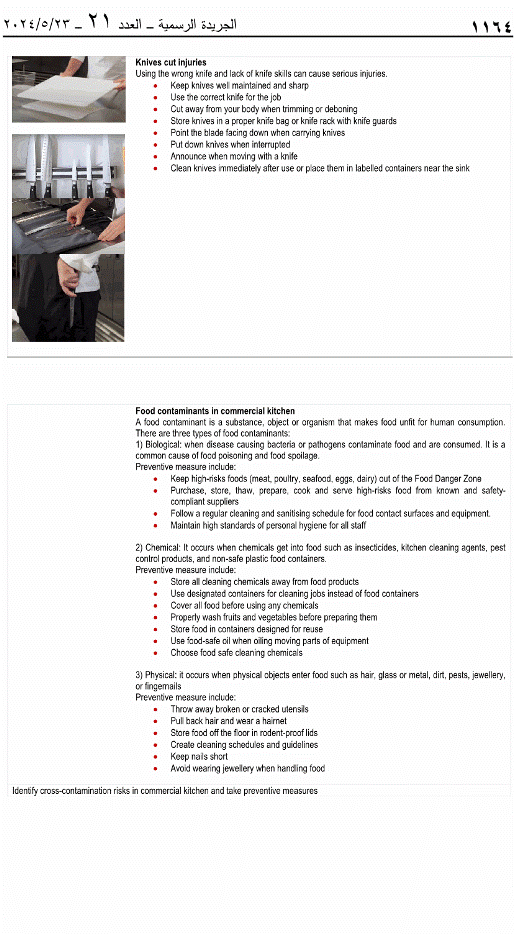 ١١٦٤
الجريدة الرسمية – العدد ٢١ – ٢٠٢٤/٥/٢٣
Knives cut injuries
Using the wrong knife and lack of knife skills can cause serious injuries.
• Keep knives well maintained and sharp
• Use the correct knife for the job
• Cut away from your body when trimming or deboning
• Store knives in a proper knife bag or knife rack with knife guards
• Point the blade facing down when carrying knives
• Put down knives when interrupted
• Announce when moving with a knife
• Clean knives immediately after use or place them in labelled containers near the sink
Food contaminants in commercial kitchen
A food contaminant is a substance, object or organism that makes food unfit for human consumption.
There are three types of food contaminants:
1) Biological: when disease causing bacteria or pathogens contaminate food and are consumed. It is a
common cause of food poisoning and food spoilage.
Preventive measure include:
• Keep high-risks foods (meat, poultry, seafood, eggs, dairy) out of the Food Danger Zone
• Purchase, store, thaw, prepare, cook and serve high-risks food from known and safety-
compliant suppliers
• Follow a regular cleaning and sanitising schedule for food contact surfaces and equipment.
• Maintain high standards of personal hygiene for all staff
2) Chemical: It occurs when chemicals get into food such as insecticides, kitchen cleaning agents, pest
control products, and non-safe plastic food containers.
Preventive measure include:
• Store all cleaning chemicals away from food products
• Use designated containers for cleaning jobs instead of food containers
• Cover all food before using any chemicals
• Properly wash fruits and vegetables before preparing them
• Store food in containers designed for reuse
• Use food-safe oil when oiling moving parts of equipment
• Choose food safe cleaning chemicals
3) Physical: it occurs when physical objects enter food such as hair, glass or metal, dirt, pests, jewellery,
or fingernails
Preventive measure include:
• Throw away broken or cracked utensils
• Pull back hair and wear a hairnet
• Store food off the floor in rodent-proof lids
• Create cleaning schedules and guidelines
• Keep nails short
• Avoid wearing jewellery when handling food
Identify cross-contamination risks in commercial kitchen and take preventive measures